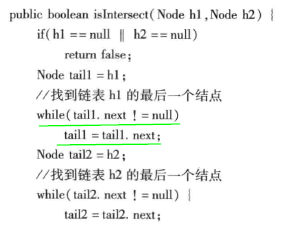 public boolean isIntersect( Node h1 ,Node h2) {
if( h1 == null || h2 == null)
return false;
Node tail1 = h1;
//找到链表 h1 的最后一个结点
while(tail1. next ! = null)
tail1 = tail1. next;
Node tail2 = h2;
//找到链表 h2 的最后一个结点
while( tail2. next ! = null) {
tail2 = tail2. next;